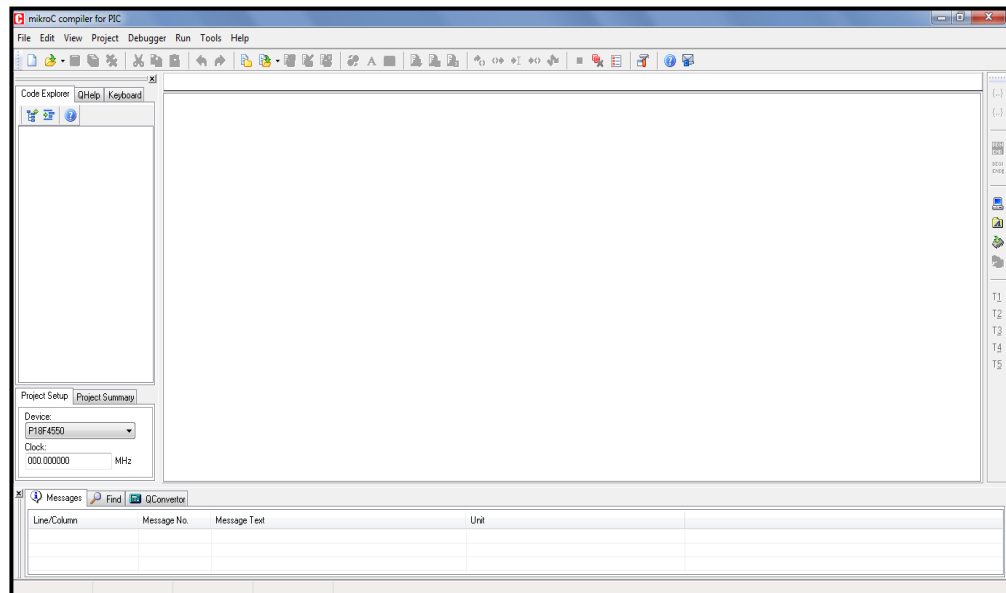 mikroC compiler for PIC
File Edit View Project Debugger Run Tools Help
Code Explorer QHelp Keyboard
Project Setup Project Summary
Device:
P18F4550
Clock:
000.000000 MHz
T1
T2
T3
T4
T5
Messages Find QConvertor
Line/Column Message No. Message Text Unit